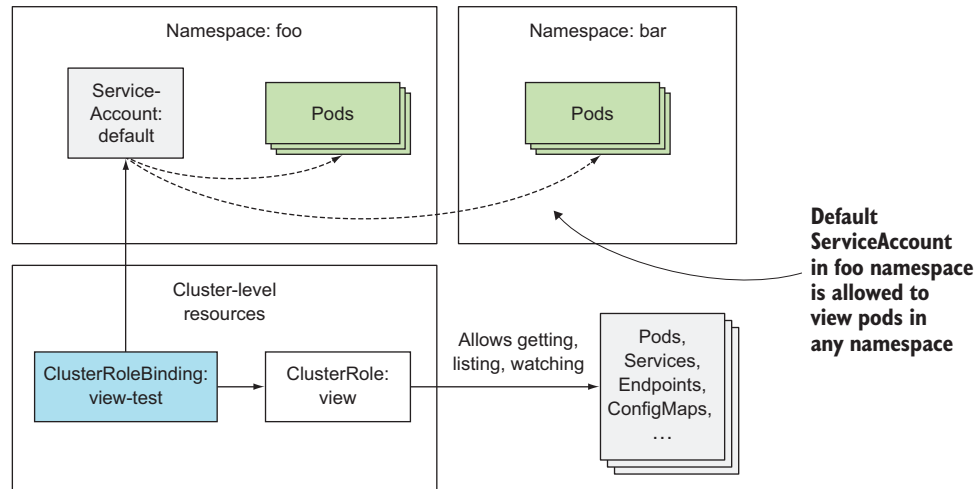 Namespace: foo
Service-
Account:
default
Pods
Namespace: bar
Pods
Default
ServiceAccount
in foo namespace
is allowed to
view pods in
any namespace
Cluster-level
resources
ClusterRoleBinding:
view-test
ClusterRole:
view
Allows getting,
listing, watching
Pods,
Services,
Endpoints,
ConfigMaps,
…